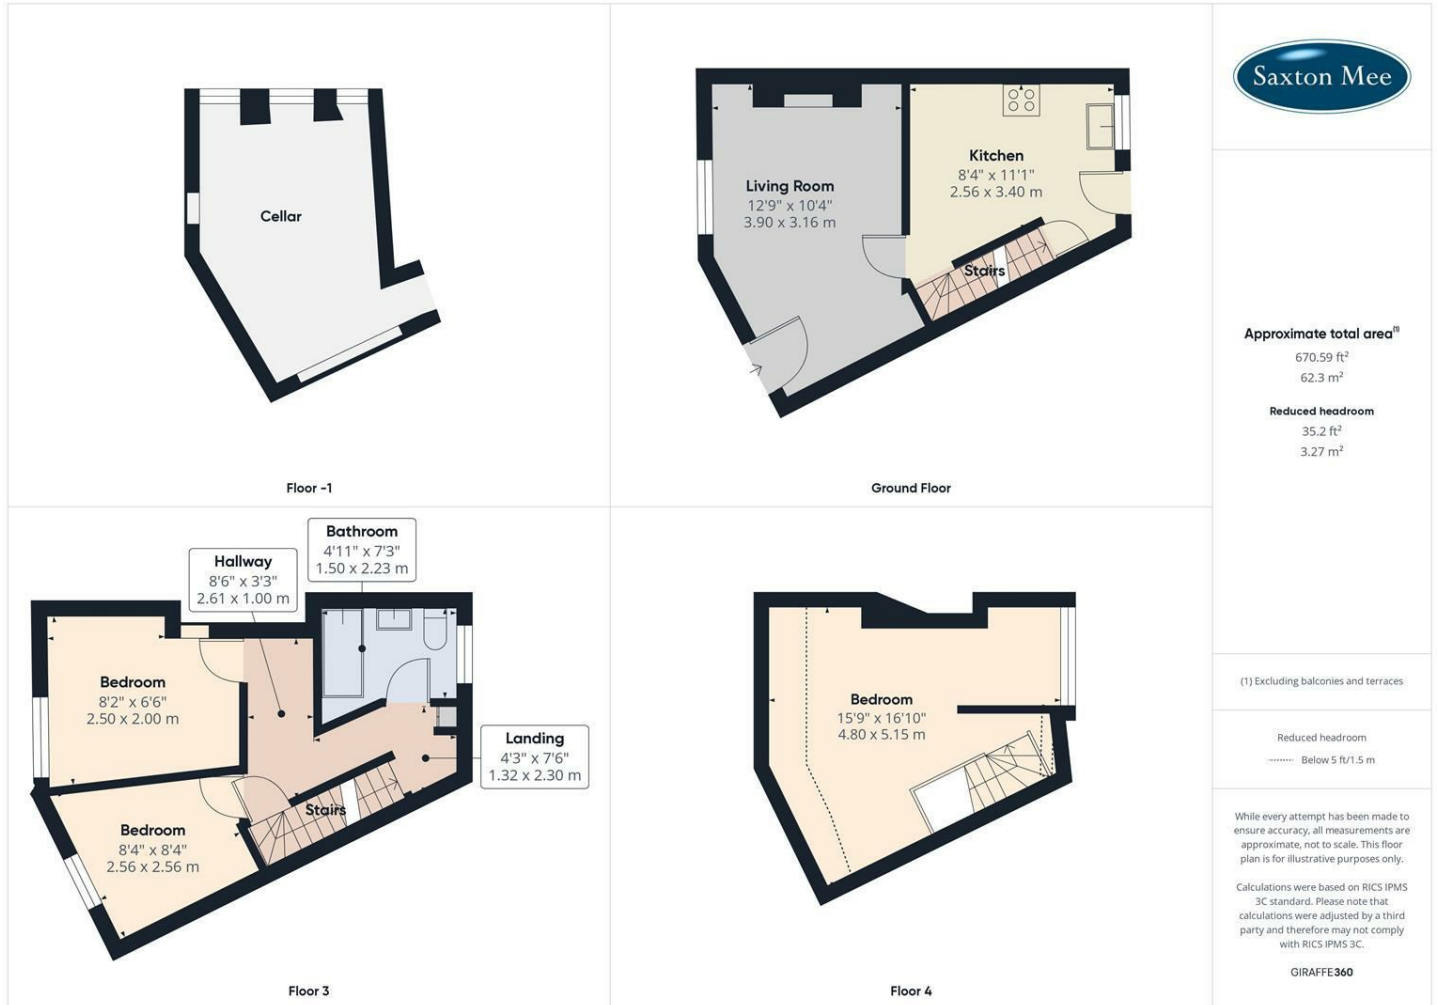 Cellar
Floor -1
Living Room
12'9" x 10'4"
3.90 x 3.16 m
Kitchen
8'4" x 11'1"
2.56 x 3.40 m
Stairs
Ground Floor
Bathroom
4'11" x 7'3"
1.50 x 2.23 m
Hallway
8'6" x 3'3"
2.61 x 1.00 m
Bedroom
8'2" x 6'6"
2.50 x 2.00 m
Landing
4'3" x 7'6"
1.32 x 2.30 m
Stairs
Bedroom
8'4" x 8'4"
2.56 x 2.56 m
Floor 3
Bedroom
15'9" x 16'10"
4.80 x 5.15 m
Floor 4
Saxton Mee
Approximate total area⁽¹⁾
670.59 ft²
62.3 m²
Reduced headroom
35.2 ft²
3.27 m²
(1) Excluding balconies and terraces
Reduced headroom
Below 5 ft/1.5 m
While every attempt has been made to
ensure accuracy, all measurements are
approximate, not to scale. This floor
plan is for illustrative purposes only.
Calculations were based on RICS IPMS
3C standard. Please note that
calculations were adjusted by a third
party and therefore may not comply
with RICS IPMS 3C.
GIRAFFE360